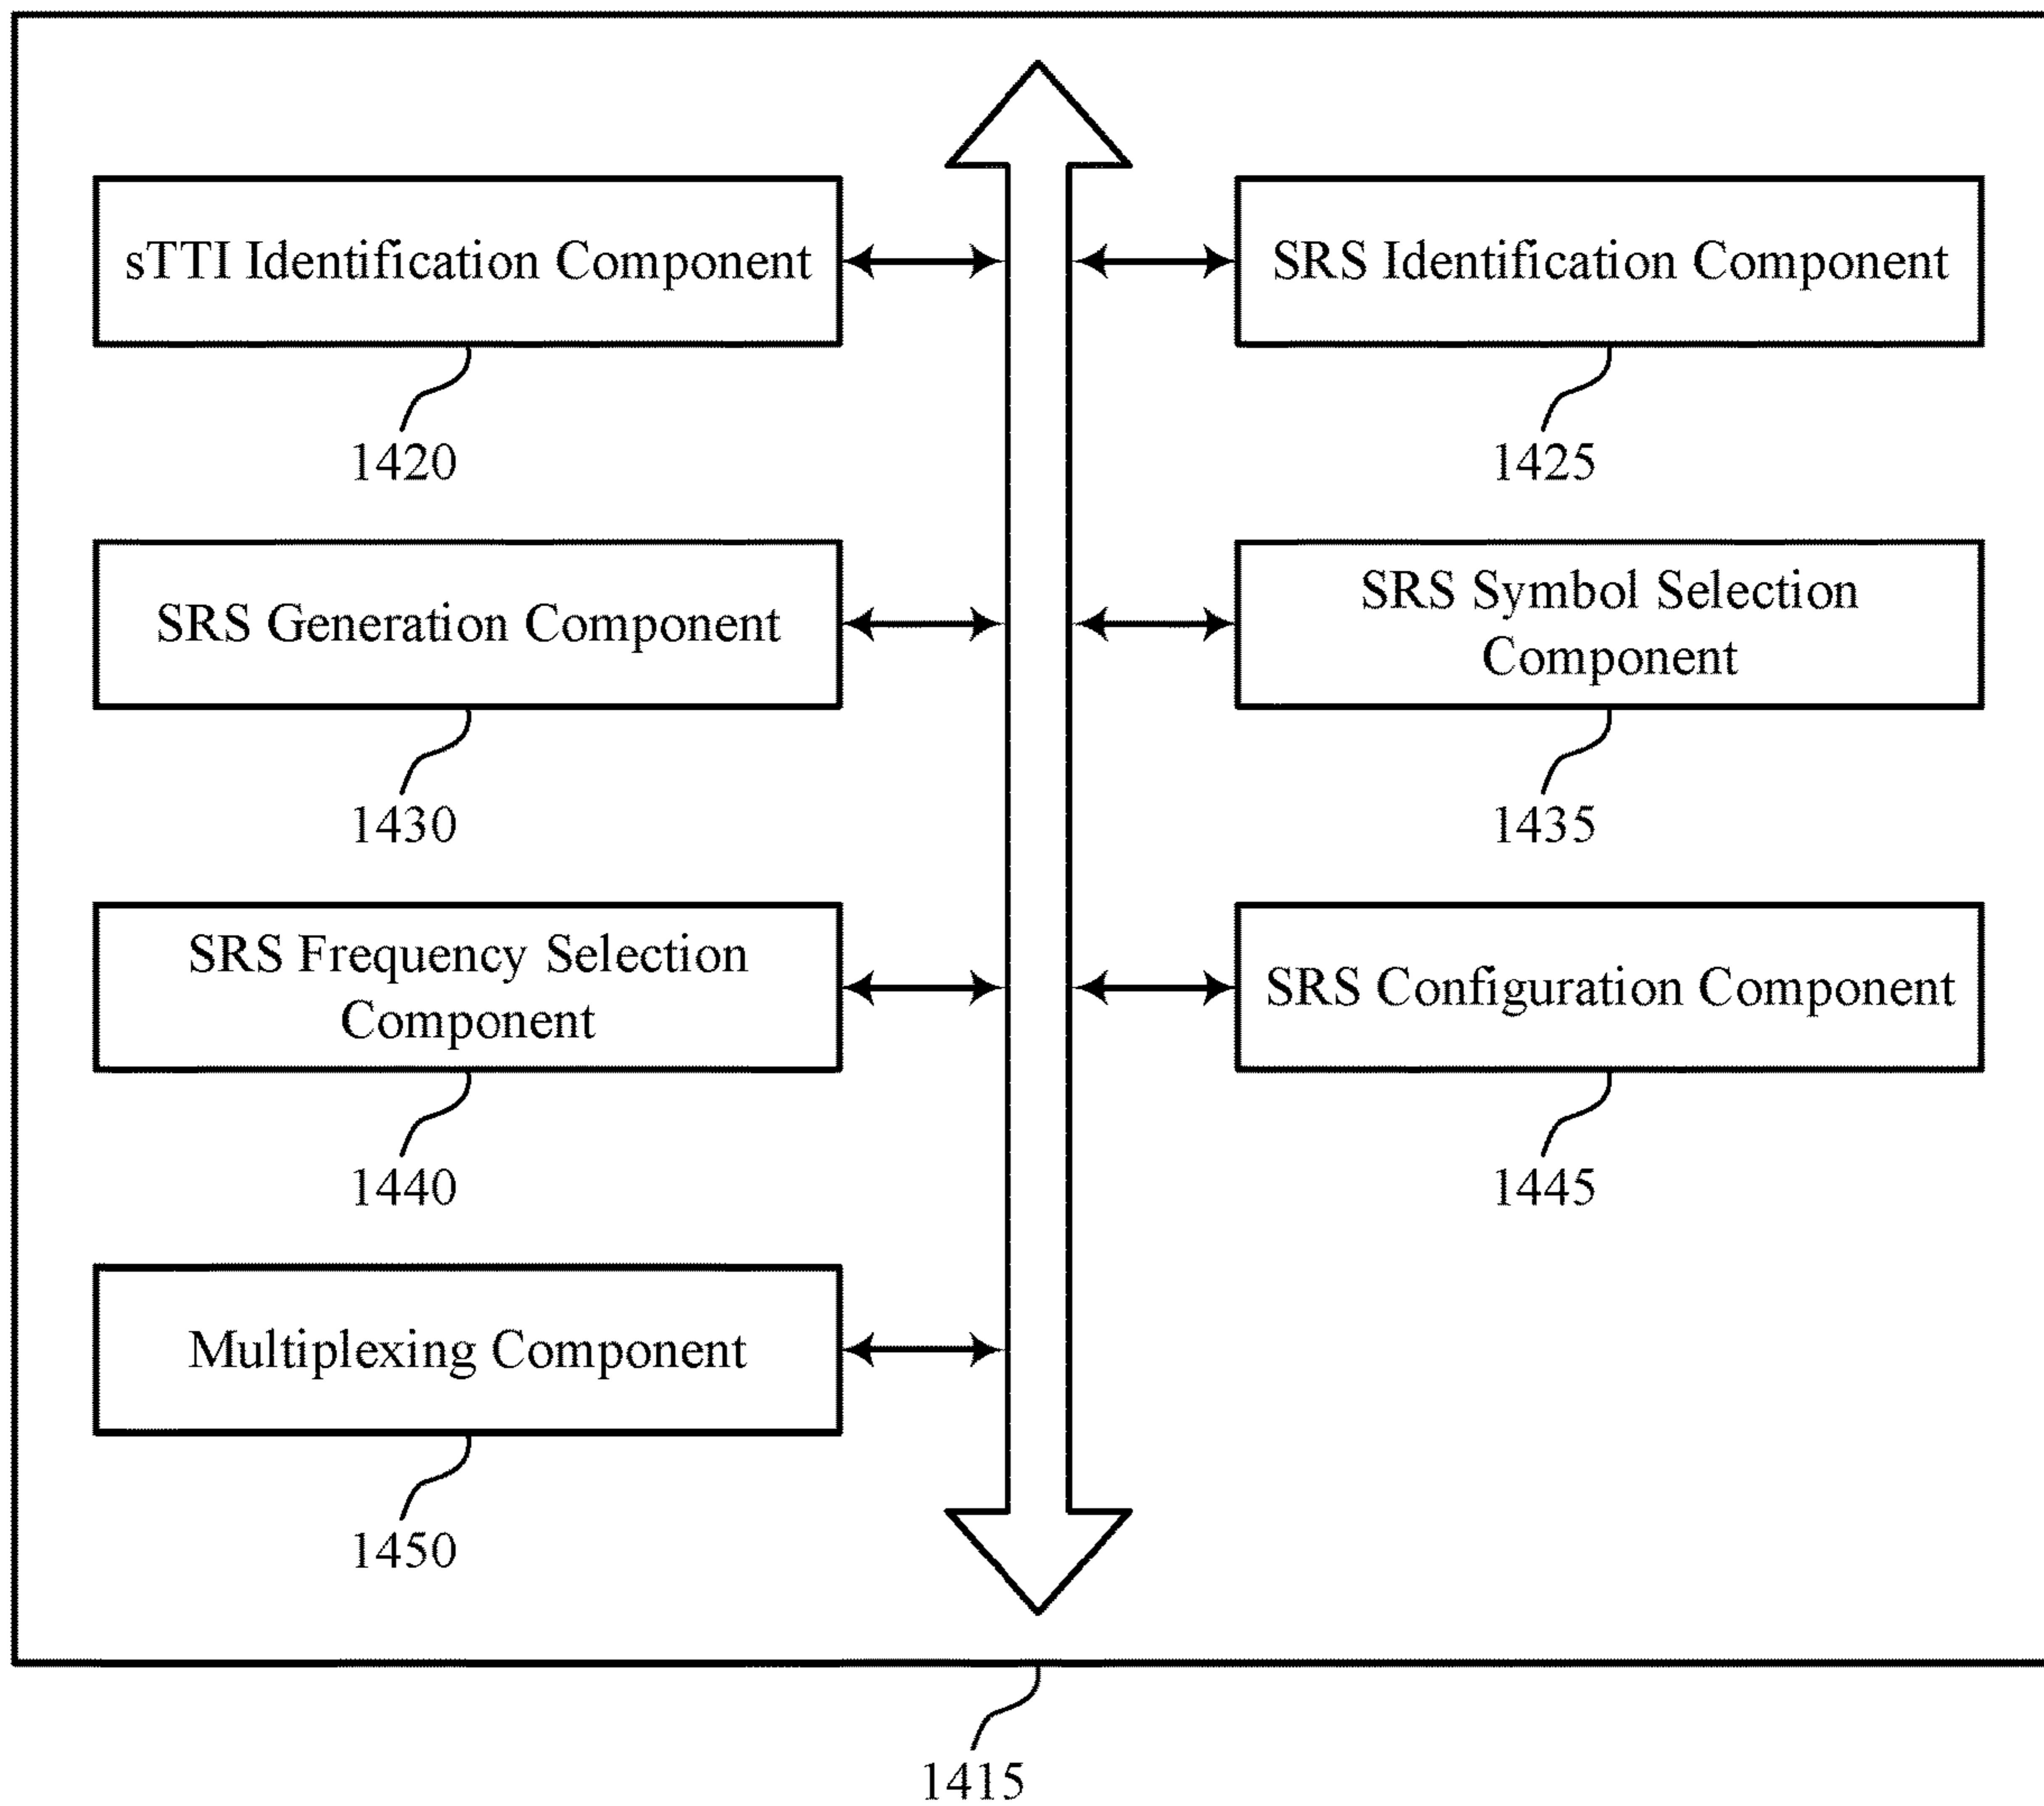 sTTI Identification Component
SRS Identification Component
1420
1425
SRS Generation Component
SRS Symbol Selection
Component
1430
1435
SRS Frequency Selection
Component
SRS Configuration Component
1440
1445
Multiplexing Component
1450
1415